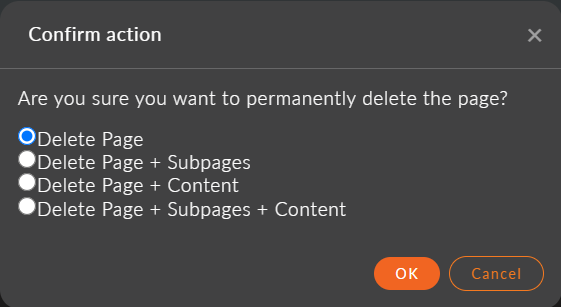 Confirm action
Are you sure you want to permanently delete the page?
Delete Page
Delete Page + Subpages
Delete Page + Content
Delete Page + Subpages + Content
OK Cancel